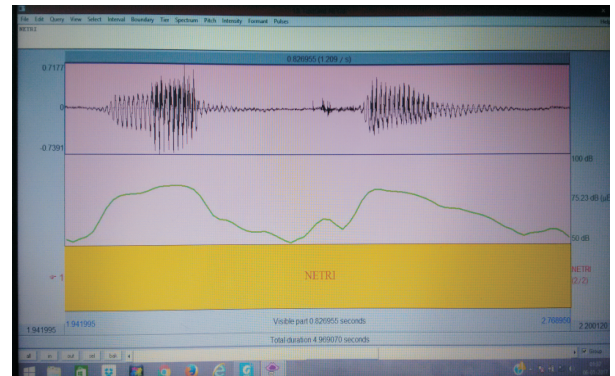 File Edit Query View Select Interval Boundary Tier Spectrum Pitch Intensity Formant Pulses
NETRI
0.826955 (1.209 / s)
0.7177
0
-0.7391
100 dB
75.23 dB (µE
50 dB
1
NETRI
NETRI
(2/2)
1.941995
1.941995
Visible part 0.826955 seconds
2.768950
2.200120
Total duration 4.969070 seconds
all
in
out
sel
Group